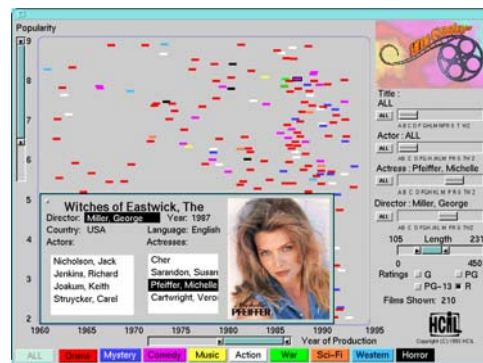 Popularity
9
8
7
6
5
4
3
2
1960
1965
1970
1975
1980
1985
1990
1995
Year of Production
Witches of Eastwick, The
Director: Miller, George Year: 1987
Country: USA Language: English
Actors: Actresses:
Nicholson, Jack
Jenkins, Richard
Joakum, Keith
Struycker, Carel
Cher
Sarandon, Susan
Pfeiffer, Michelle
Cartwright, Vero
PFEIFFER
Title :
ALL
ALL
Actor : ALL
ALL
Actress : Pfeiffer, Michelle
ALL
Director : Miller, George
ALL
105 Length 231
0 450
Ratings G PG
PG-13 R
Films Shown: 210
HCIL
ALL Drama Mystery Comedy Music Action War Sci-Fi Western Horror